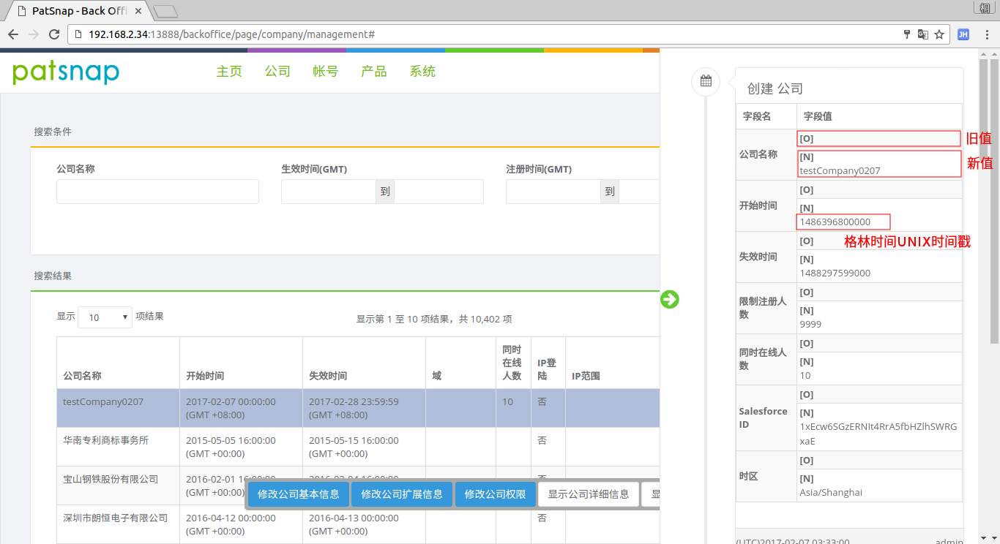 PatSnap - Back Offi
192.168.2.34:13888/backoffice/page/company/management#
JH
patsnap
主页 公司 帐号 产品 系统
搜索条件
公司名称 生效时间(GMT) 注册时间(GMT)
到 到
搜索结果
显示 10 项结果
显示第 1 至 10 项结果，共 10,402 项
公司名称 开始时间 失效时间 域 同时在线人数 IP登陆 IP范围
testCompany0207 2017-02-07 00:00:00 2017-02-28 23:59:59 10 否
(GMT +08:00) (GMT +08:00)
华南专利商标事务所 2015-05-05 16:00:00 2015-05-15 16:00:00 否
(GMT +00:00) (GMT +00:00)
宝山钢铁股份有限公司
(GMT +00:00)
修改公司基本信息 修改公司扩展信息 修改公司权限 显示公司详细信息
深圳市朗恒电子有限公司 2016-04-12 00:00:00 2016-04-13 00:00:00 否
(GMT +00:00) (GMT +00:00)
创建 公司
字段名 字段值
公司名称
[O]
旧值
[N]
testCompany0207
新值
开始时间
[O]
[N]
1486396800000
格林时间UNIX时间戳
失效时间
[O]
[N]
1488297599000
限制注册人数
[O]
[N]
9999
同时在线人数
[O]
[N]
10
Salesforce ID
[O]
[N]
1xEcw6SGzERNIt4RrA5fbHZlhSWRG
xaE
时区
[O]
[N]
Asia/Shanghai
(UTC)2017-02-07 03:33:00 admin